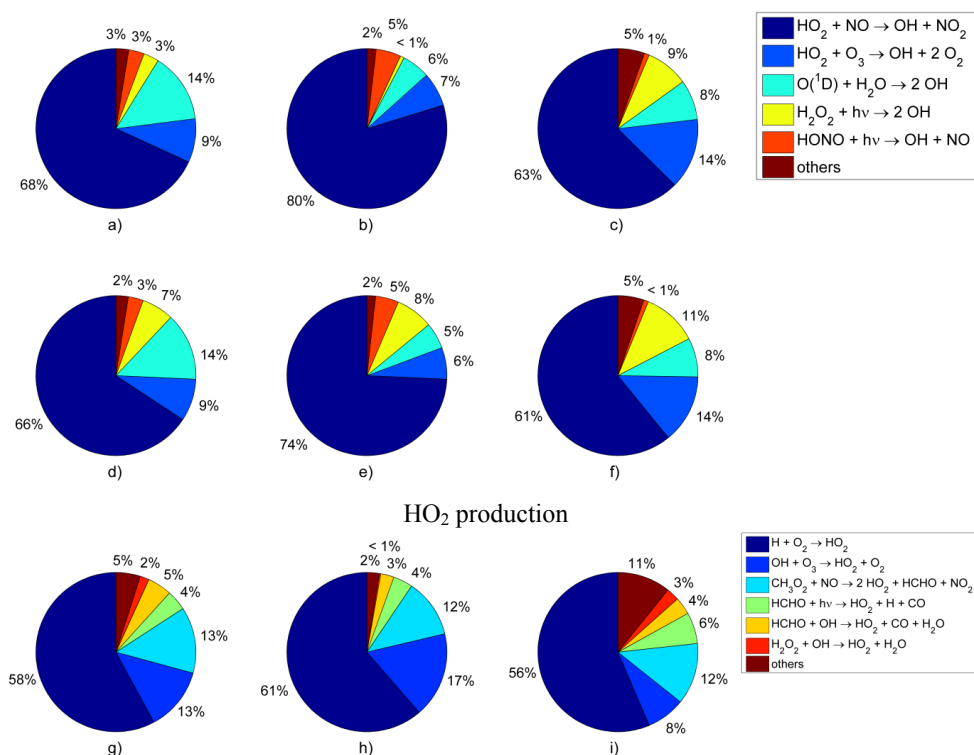 3% 3% 3% 14% 9% 68%
a)
2% 5% < 1% 6% 7% 80%
b)
5% 1% 9% 8% 14% 63%
c)
HO₂ + NO → OH + NO₂
HO₂ + O₃ → OH + 2 O₂
O(¹D) + H₂O → 2 OH
H₂O₂ + hν → 2 OH
HONO + hν → OH + NO
others
2% 3% 7% 14% 9% 66%
d)
2% 5% 8% 5% 6% 74%
e)
5% < 1% 11% 8% 14% 61%
f)
HO₂ production
5% 2% 5% 4% 13% 13% 58%
g)
2% < 1% 3% 4% 12% 17% 61%
h)
11% 3% 4% 6% 12% 8% 56%
i)
H + O₂ → HO₂
OH + O₃ → HO₂ + O₂
CH₃O₂ + NO → 2 HO₂ + HCHO + NO₂
HCHO + hν → HO₂ + H + CO
HCHO + OH → HO₂ + CO + H₂O
H₂O₂ + OH → HO₂ + H₂O
others